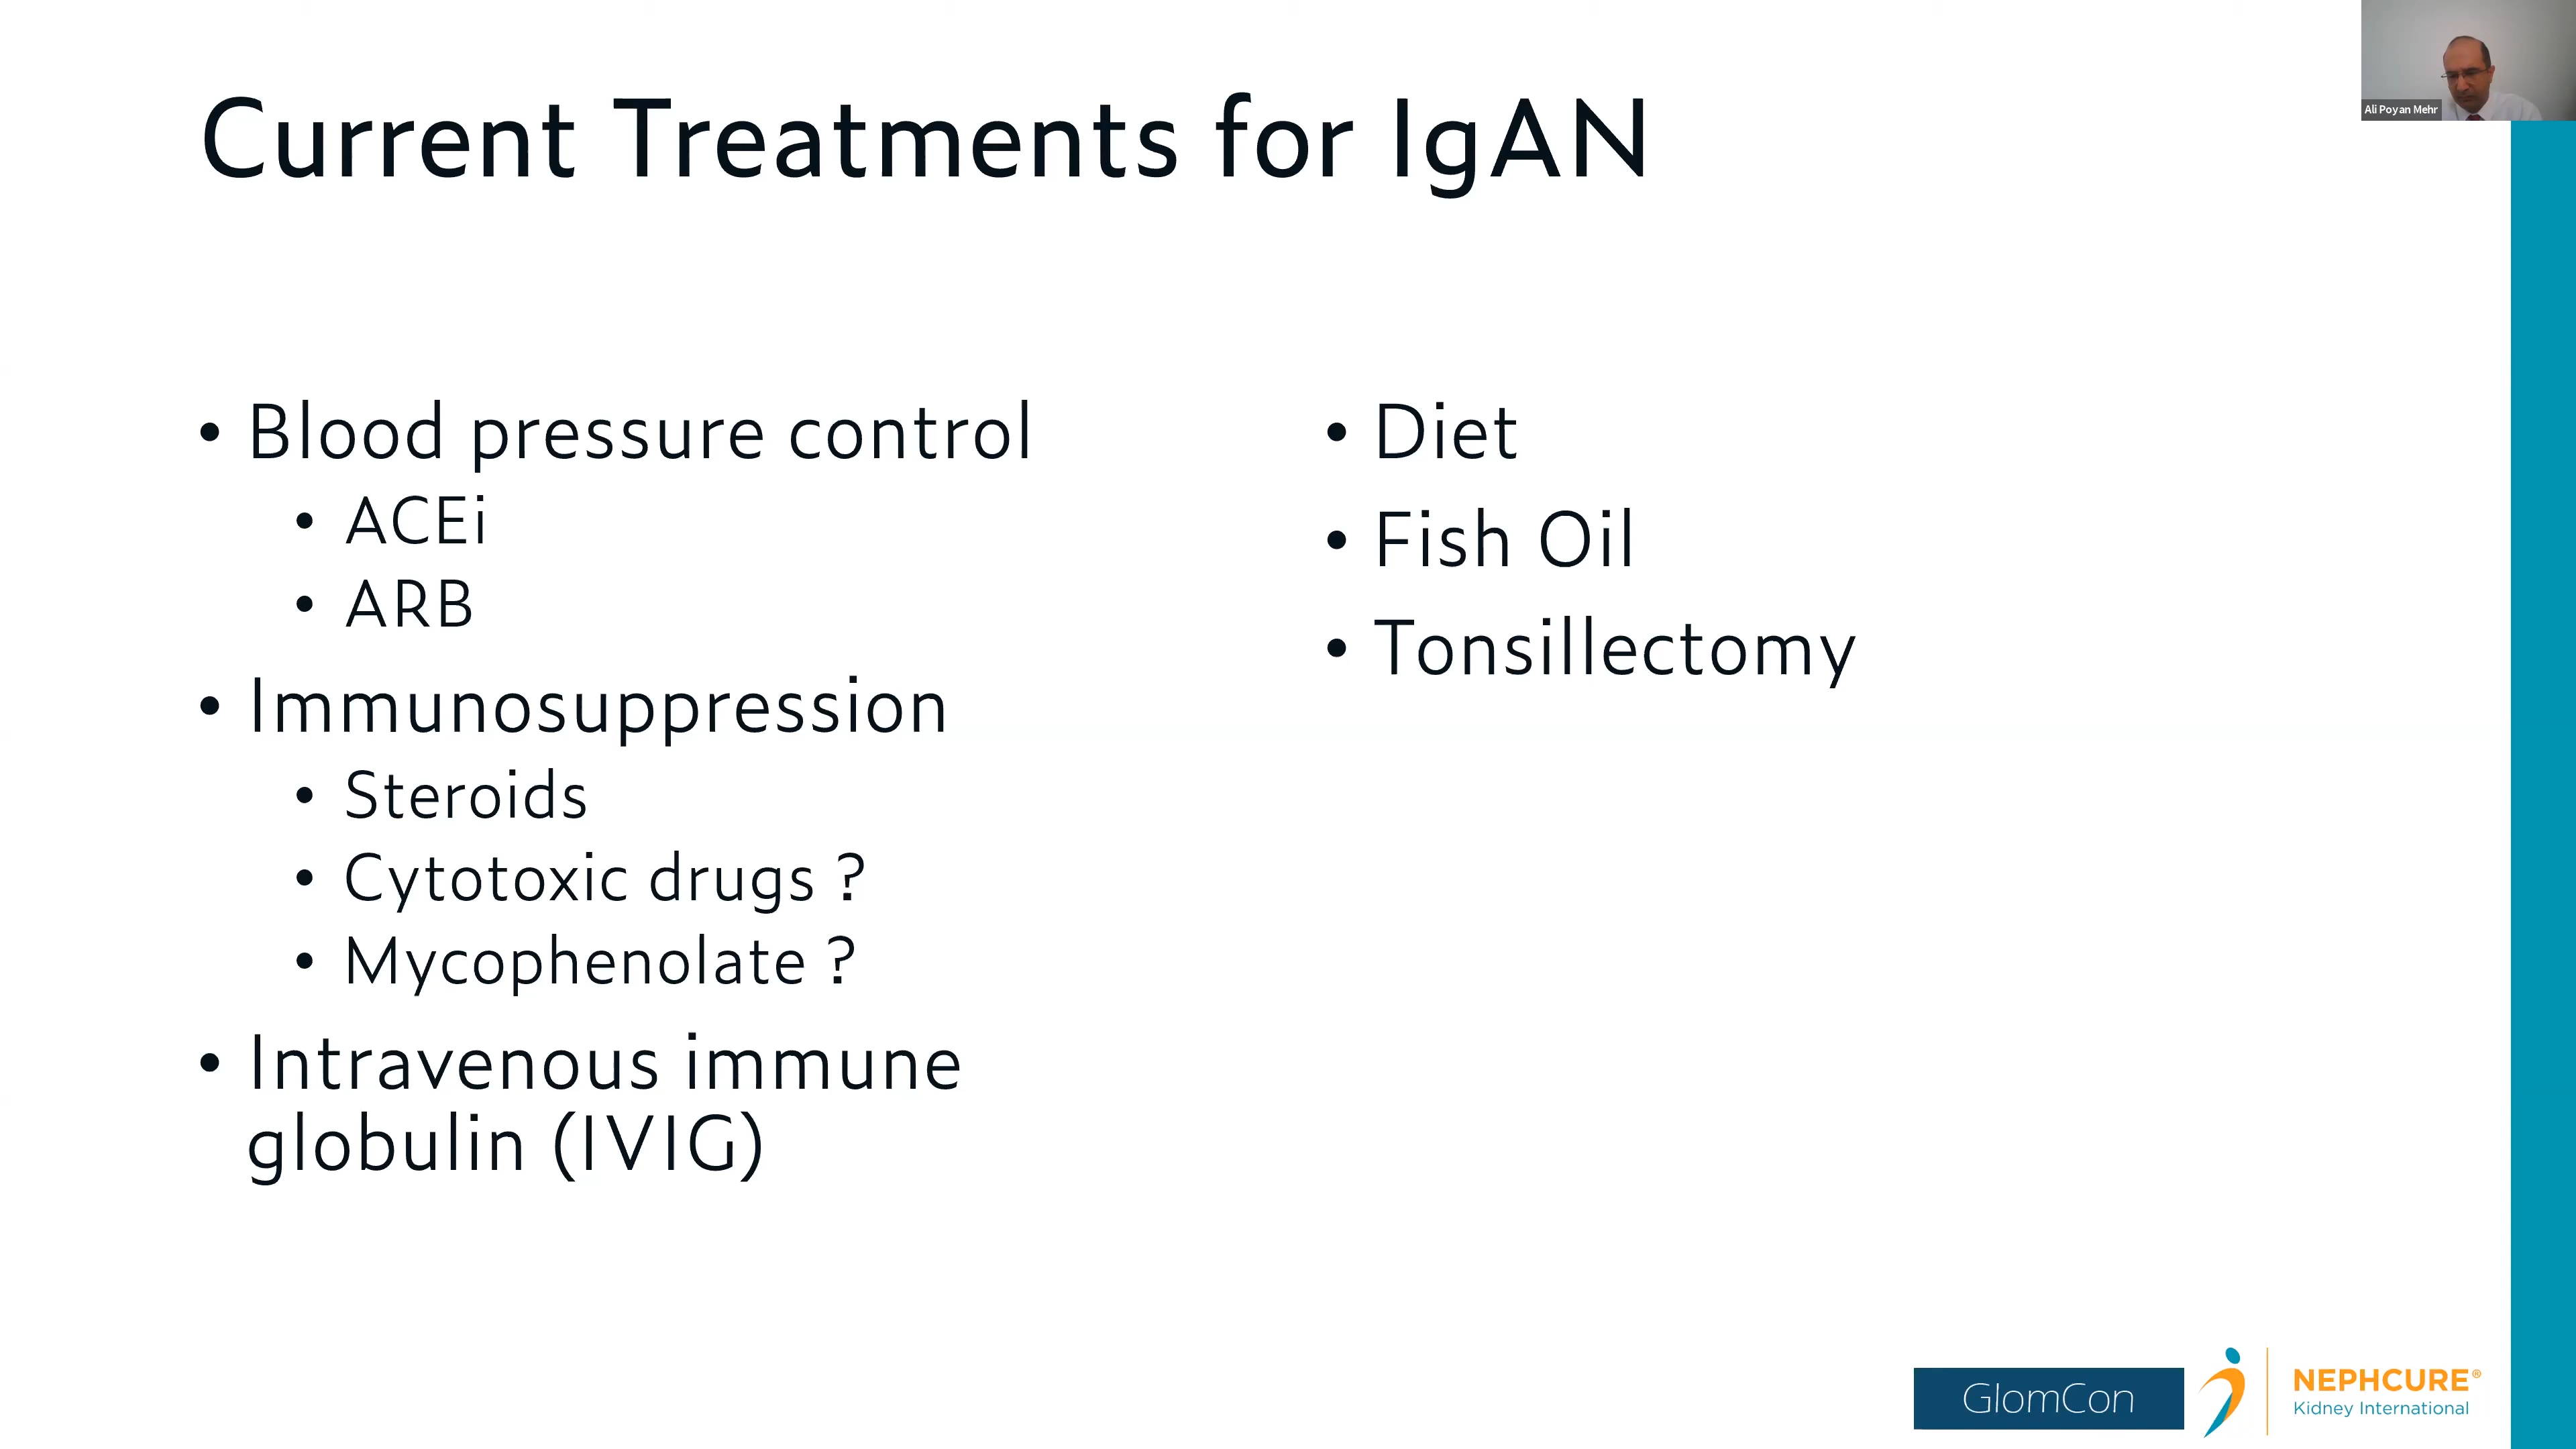 Current Treatments for IgAN
• Blood pressure control
• ACEi
• ARB
• Immunosuppression
• Steroids
• Cytotoxic drugs ?
• Mycophenolate ?
• Intravenous immune
globulin (IVIG)
• Diet
• Fish Oil
• Tonsillectomy
Ali Poyan Mehr
GlomCon
NEPHCURE®
Kidney International